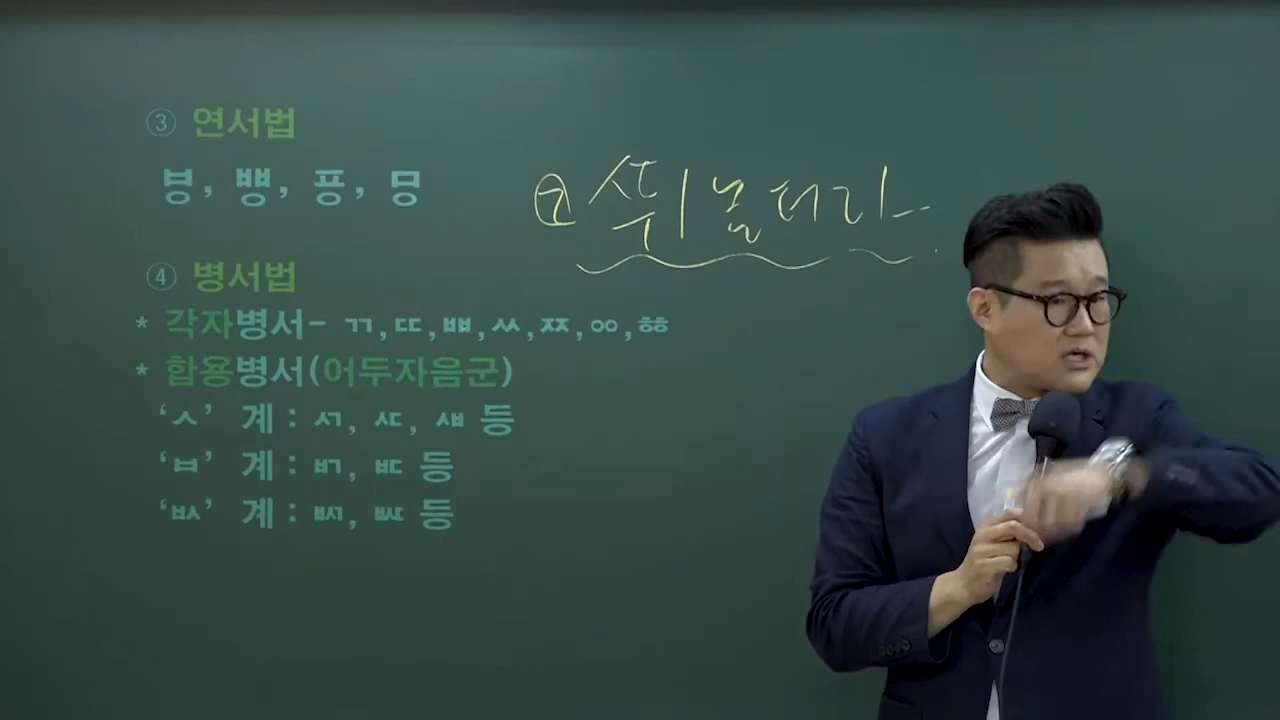 ③ 연서법
ㅸ, ㅹ, ㆄ, ㅱ
④ 병서법
* 각자병서- ㄲ,ㄸ,ㅃ,ㅆ,ㅉ,ㆀ,ㆅ
* 합용병서(어두자음군)
‘ㅅ’ 계 : ㅺ, ㅼ, ㅽ 등
‘ㅂ’ 계 : ㅲ, ㅳ 등
‘ㅄ’ 계 : ㅴ, ㅵ 등